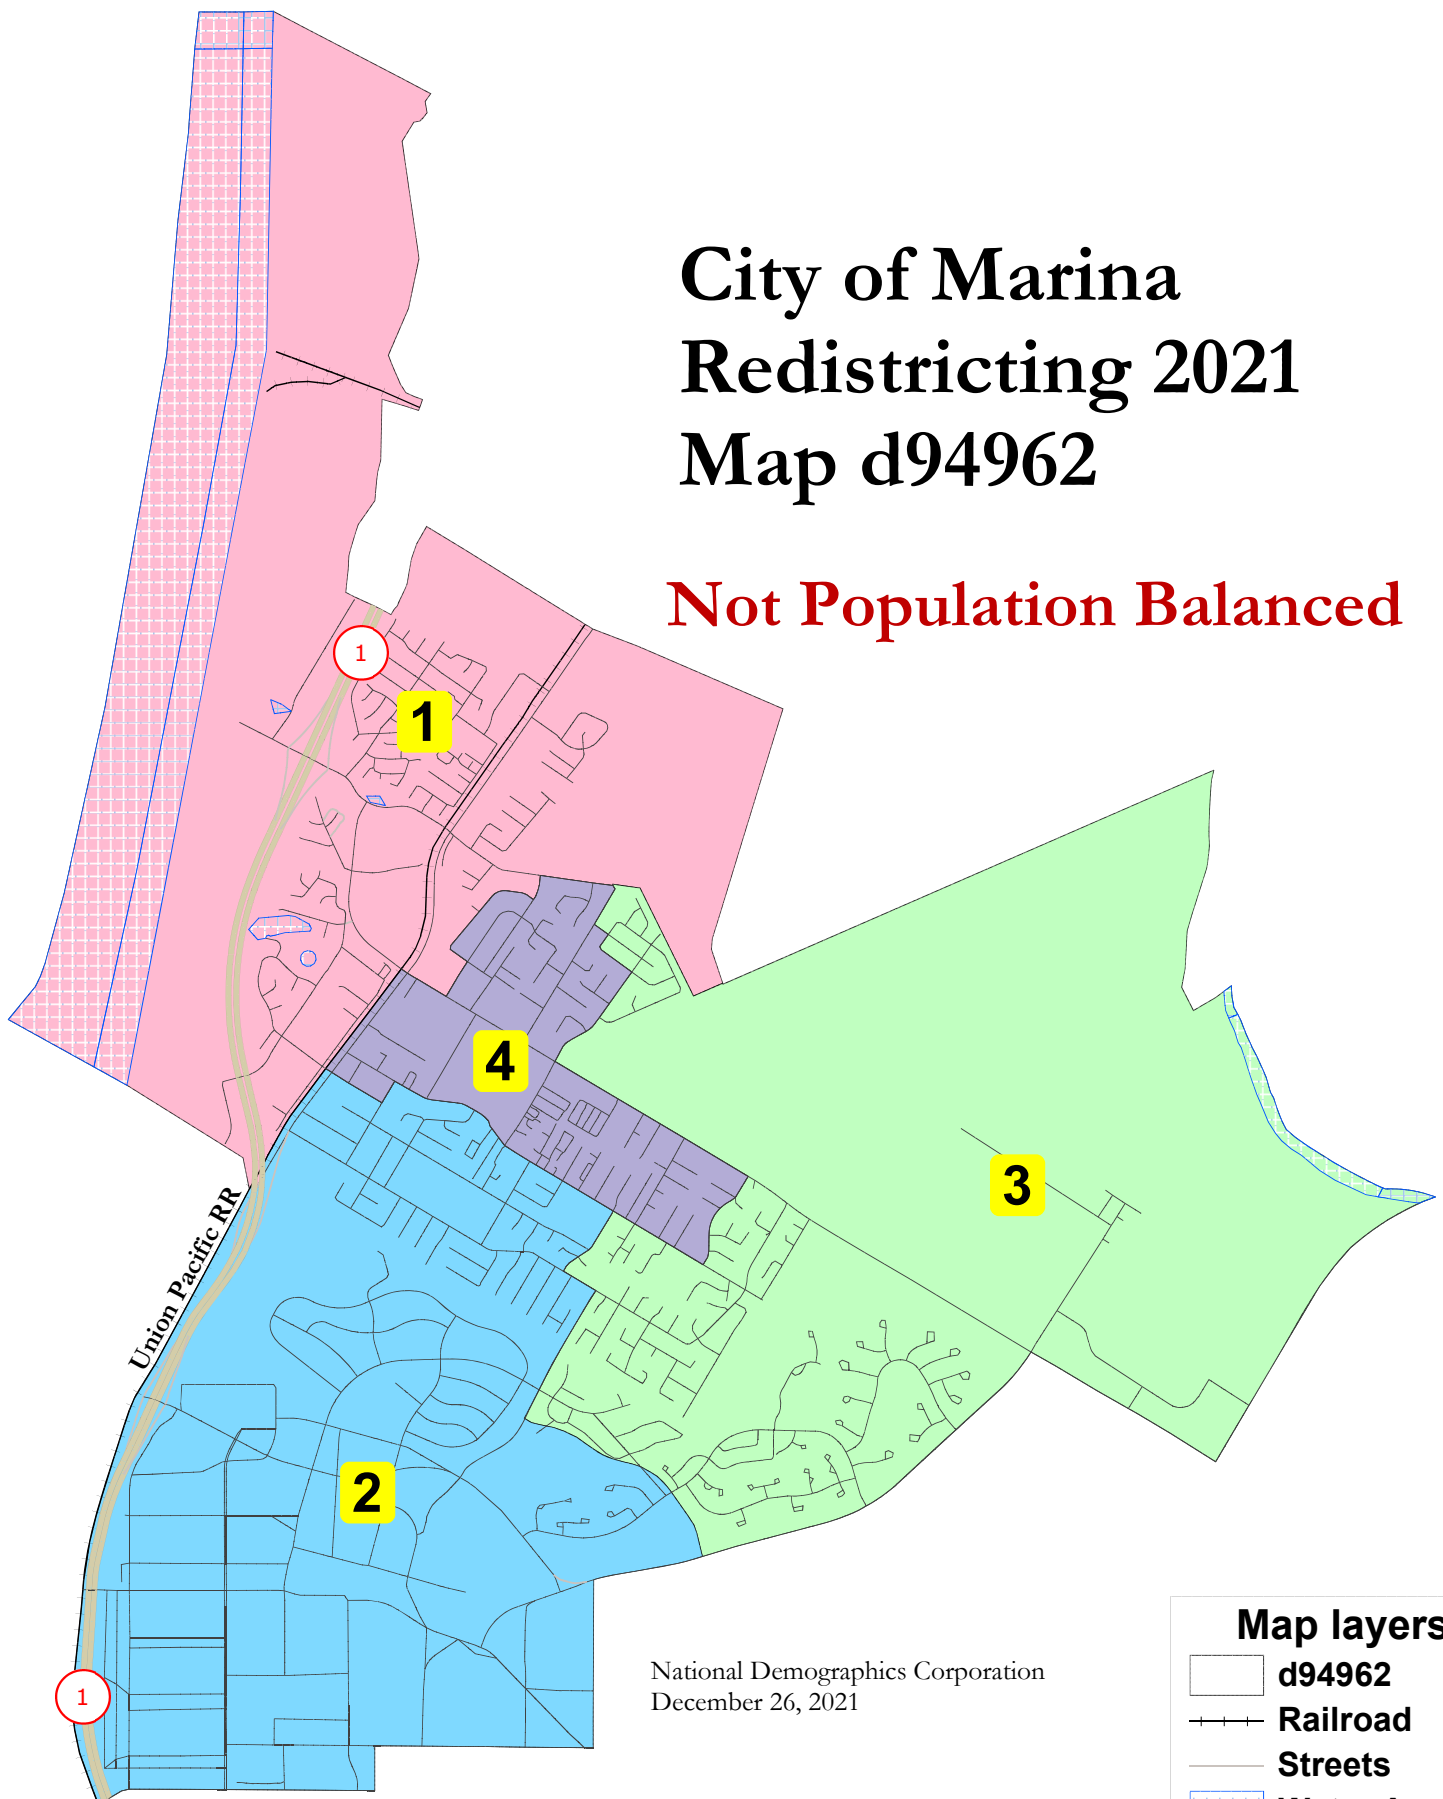 City of Marina
Redistricting 2021
Map d94962
Not Population Balanced
1
1
4
3
Union Pacific RR
2
1
National Demographics Corporation
December 26, 2021
Map layers
d94962
Railroad
Streets